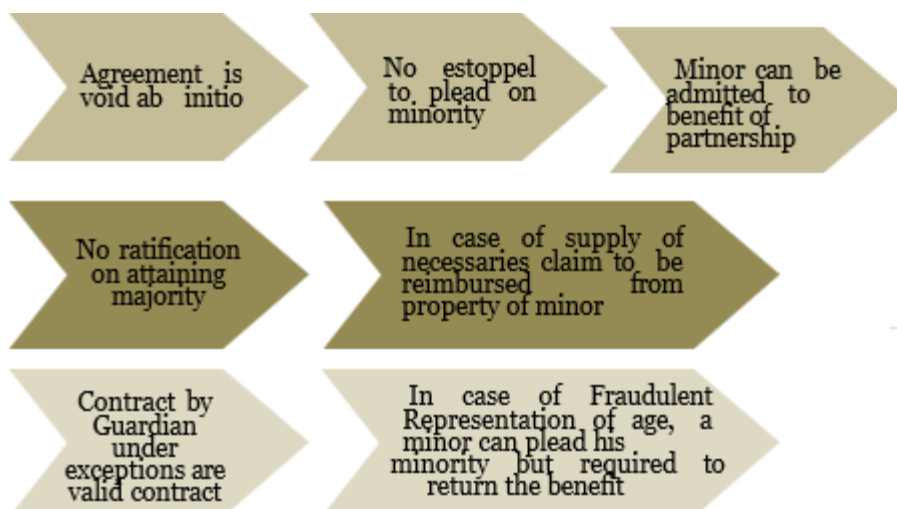 Agreement is
void ab initio
No estoppel
to plead on
minority
Minor can be
admitted to
benefit of
partnership
No ratification
on attaining
majority
In case of supply of
necessaries claim to be
reimbursed from
property of minor
Contract by
Guardian
under
exceptions are
valid contract
In case of Fraudulent
Representation of age, a
minor can plead his
minority but required to
return the benefit